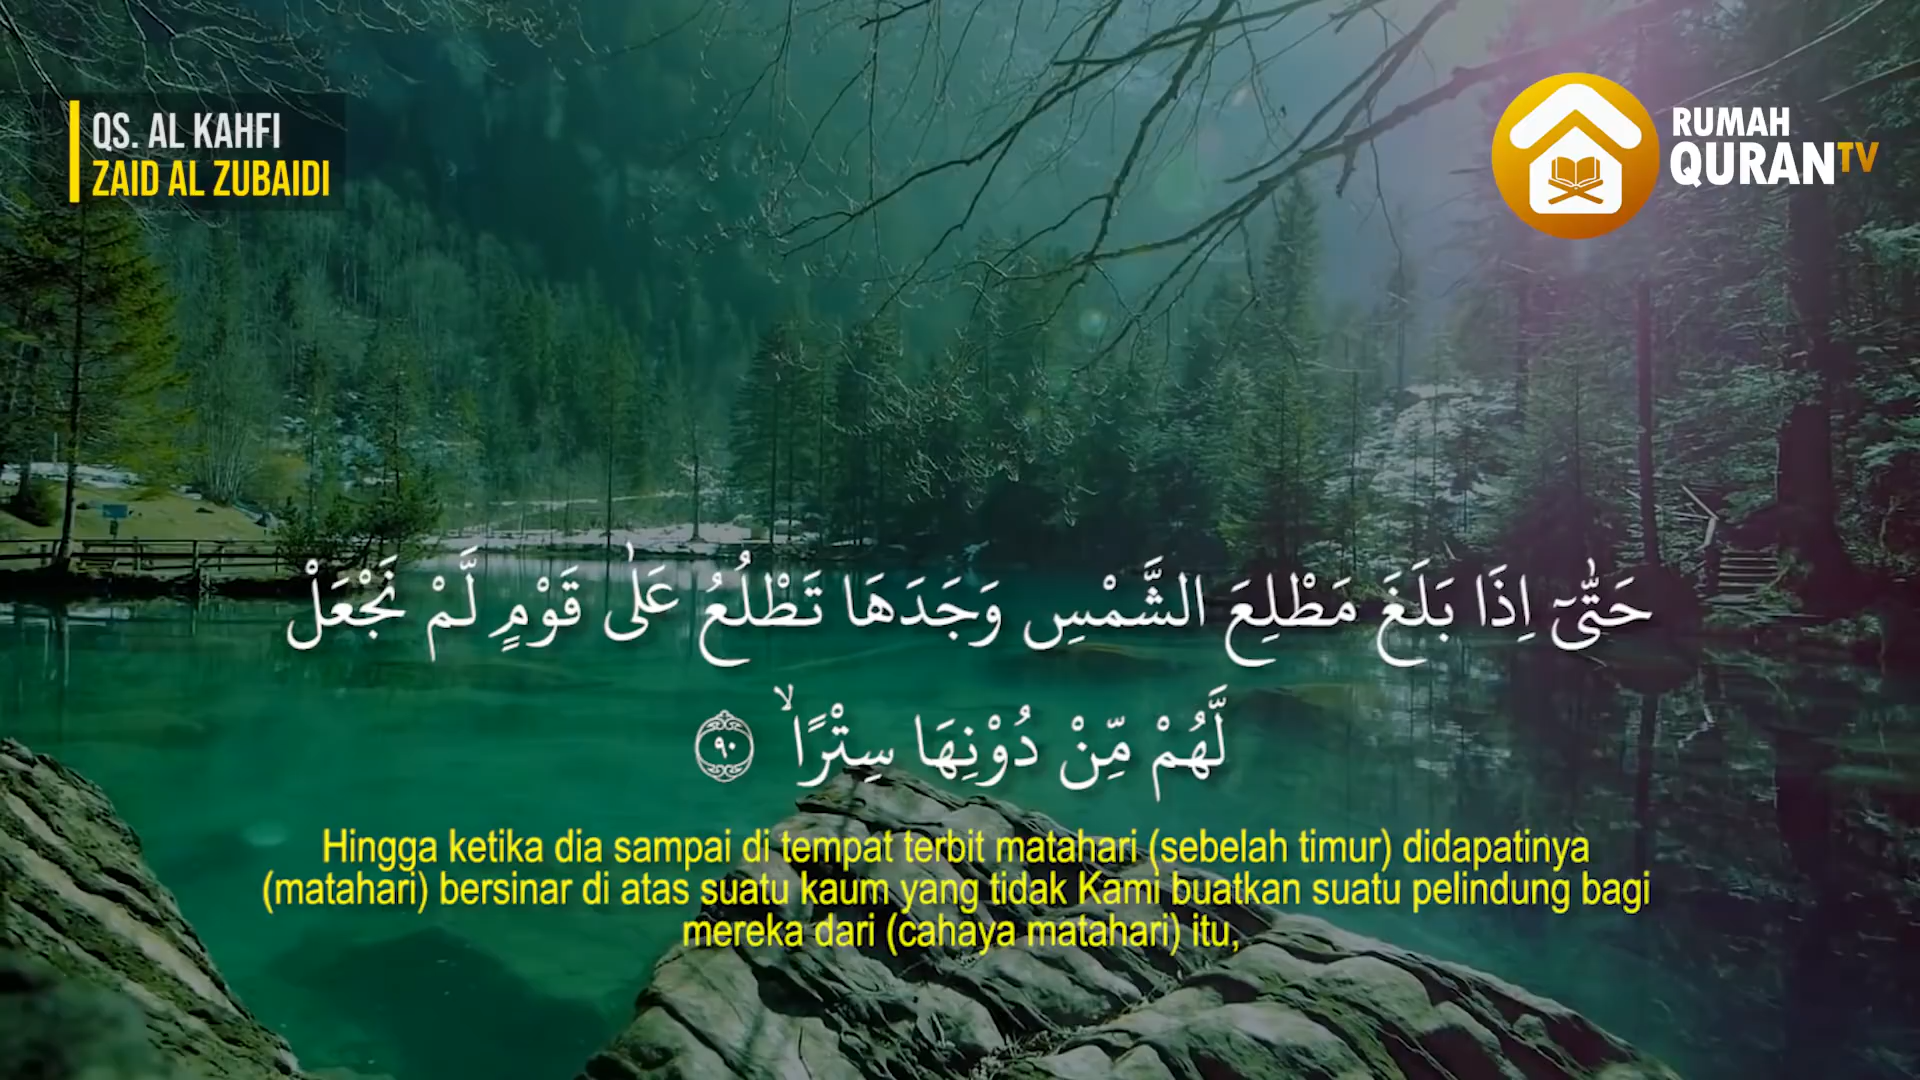 QS. AL KAHFI
ZAID AL ZUBAIDI
RUMAH
QURANTV
حَتّٰىٓ اِذَا بَلَغَ مَطْلِعَ الشَّمْسِ وَجَدَهَا تَطْلُعُ عَلٰى قَوْمٍ لَّمْ نَجْعَلْ
لَّهُمْ مِّنْ دُوْنِهَا سِتْرًاۙ ٩٠
Hingga ketika dia sampai di tempat terbit matahari (sebelah timur) didapatinya
(matahari) bersinar di atas suatu kaum yang tidak Kami buatkan suatu pelindung bagi
mereka dari (cahaya matahari) itu,